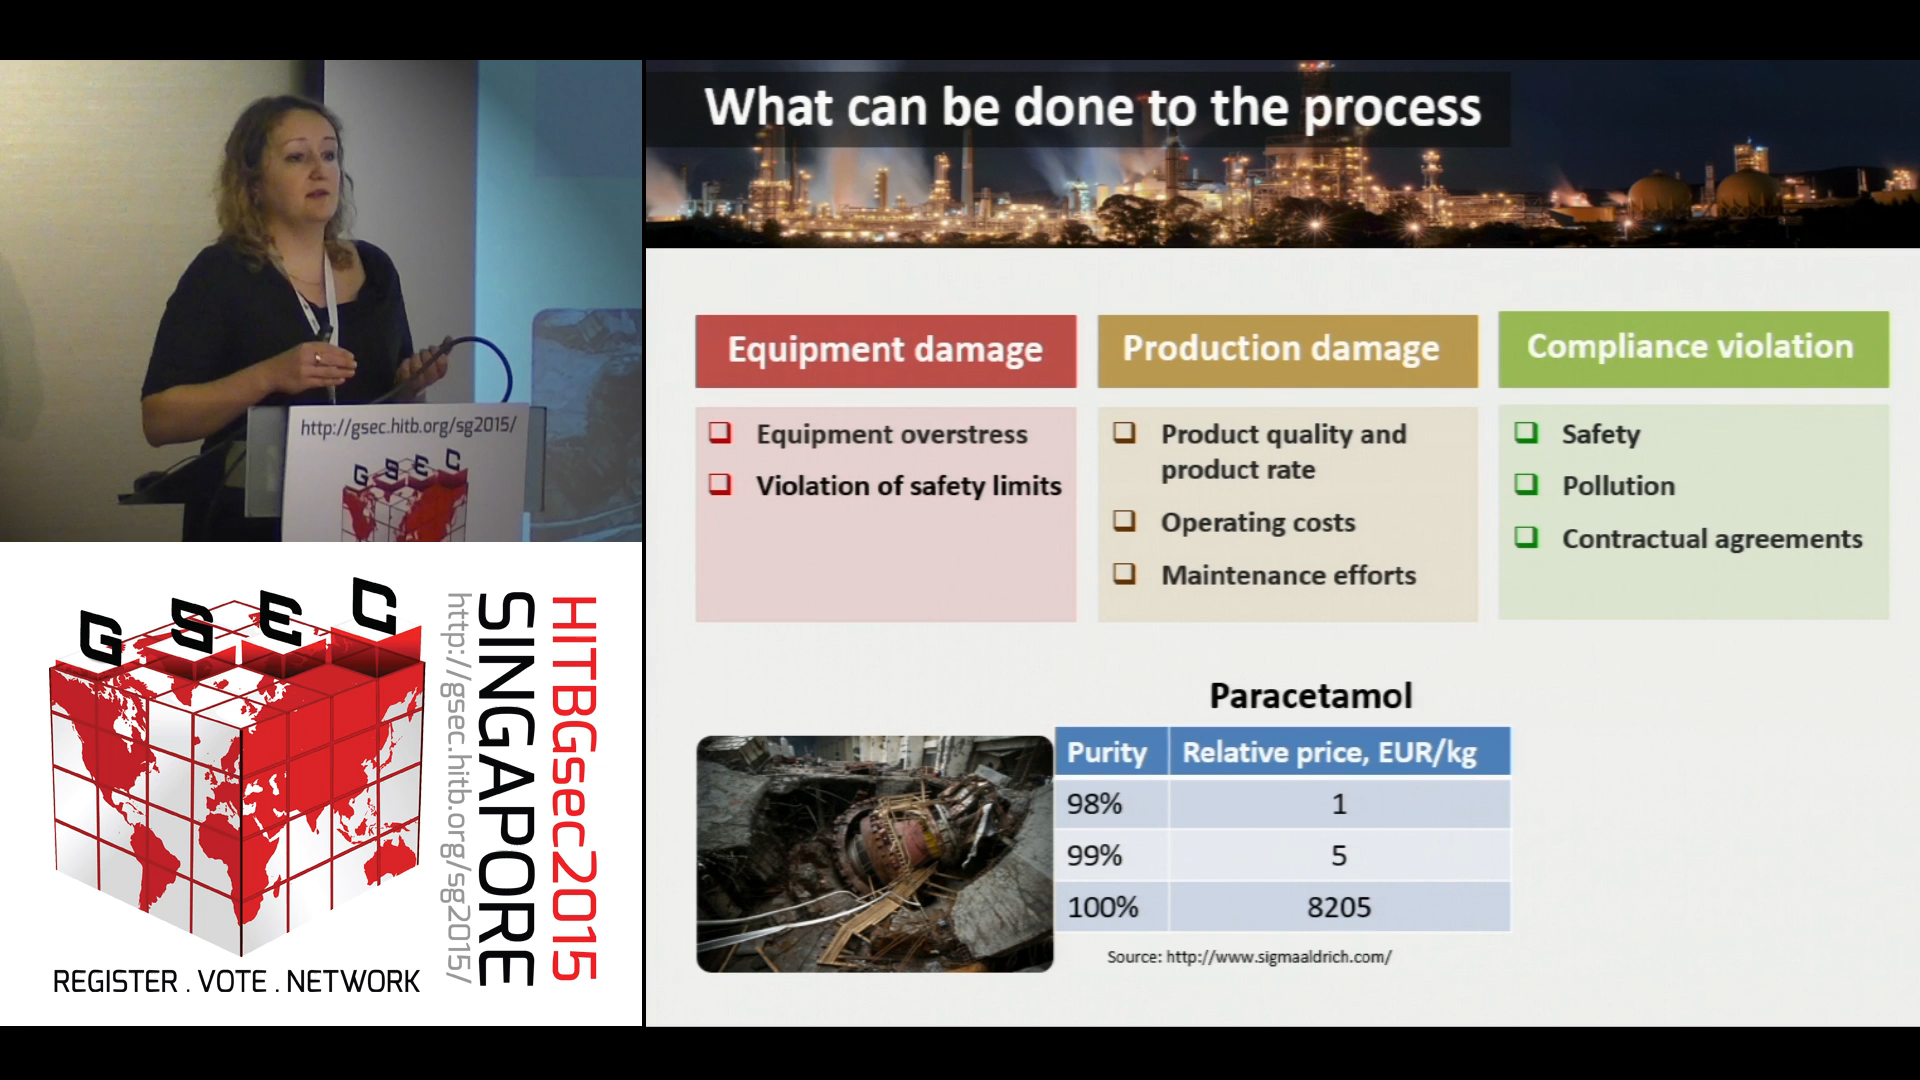 What can be done to the process
http://gsec.hitb.org/sg2015/
G S E C
Equipment damage
Equipment overstress
Violation of safety limits
Production damage
Product quality and
product rate
Operating costs
Maintenance efforts
Compliance violation
Safety
Pollution
Contractual agreements
Paracetamol
Purity Relative price, EUR/kg
98% 1
99% 5
100% 8205
Source: http://www.sigmaaldrich.com/
G S E C
http://gsec.hitb.org/sg2015/
SINGAPORE
HITBGsec2015
REGISTER . VOTE . NETWORK